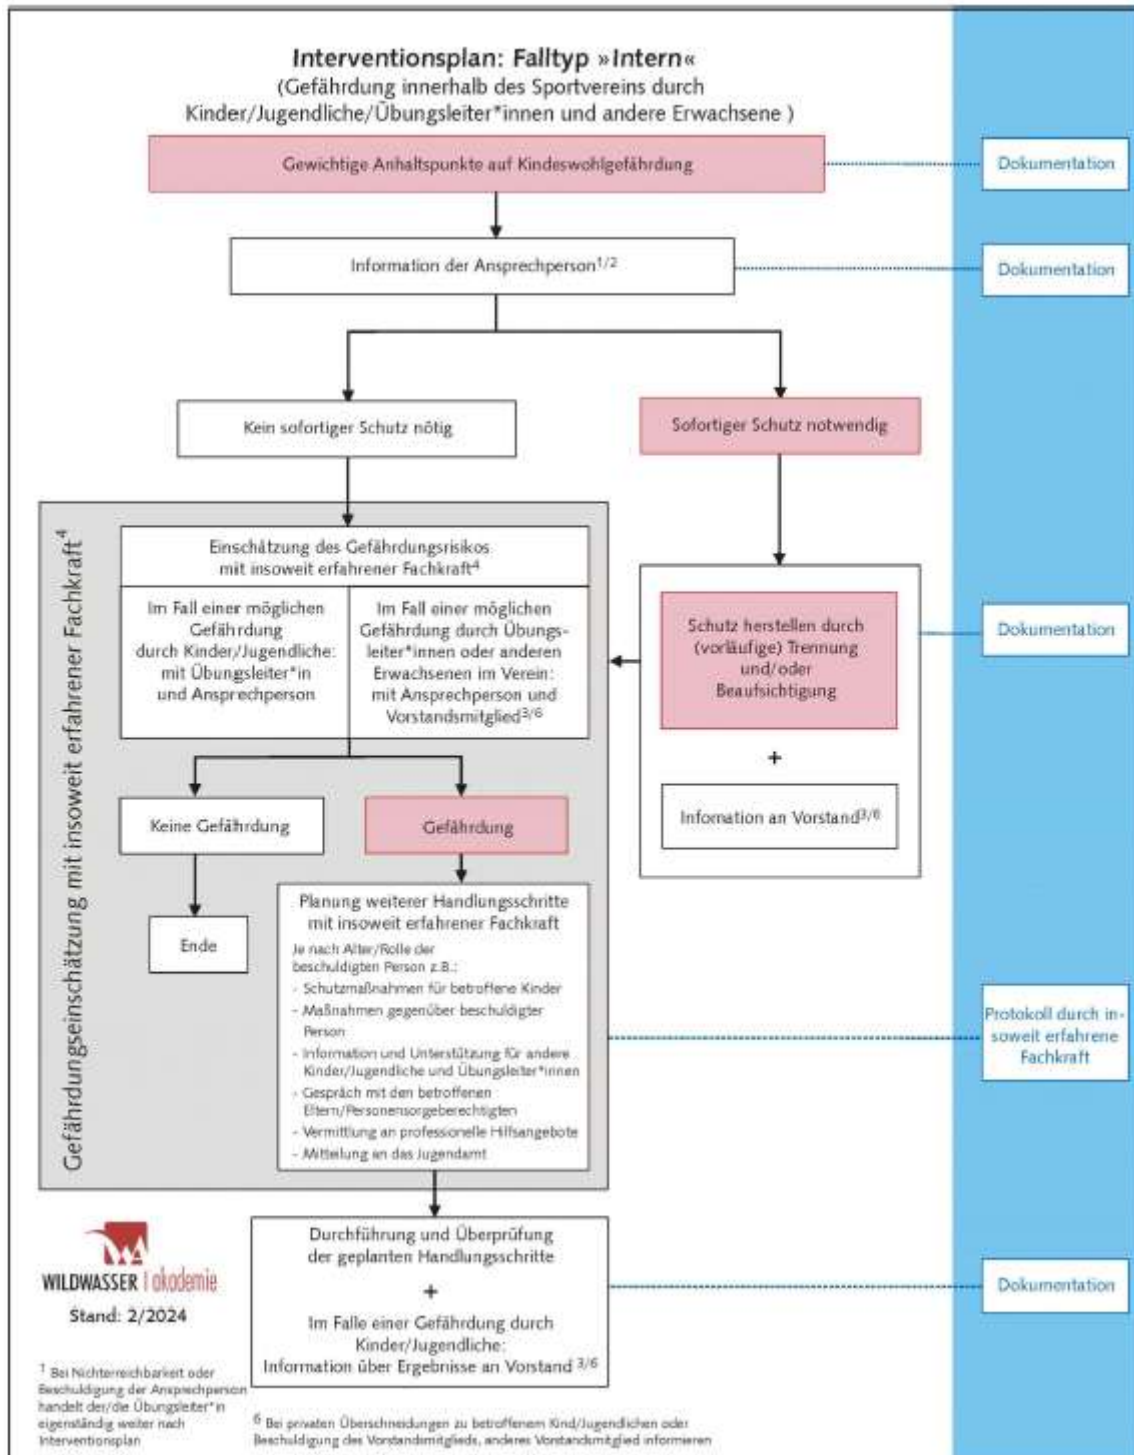 Interventionsplan: Falltyp »Intern«
(Gefährdung innerhalb des Sportvereins durch
Kinder/Jugendliche/Übungsleiter*innen und andere Erwachsene )
Gewichtige Anhaltspunkte auf Kindeswohlgefährdung
Dokumentation
Information der Ansprechperson1/2
Dokumentation
Kein sofortiger Schutz nötig
Sofortiger Schutz notwendig
Gefährdungseinschätzung mit insoweit erfahrener Fachkraft4
Einschätzung des Gefährdungsrisikos
mit insoweit erfahrener Fachkraft4
Im Fall einer möglichen
Gefährdung
durch Kinder/Jugendliche:
mit Übungsleiter*in
und Ansprechperson
Im Fall einer möglichen
Gefährdung durch Übungs-
leiter*innen oder anderen
Erwachsenen im Verein:
mit Ansprechperson und
Vorstandsmitglied3/6
Schutz herstellen durch
(vorläufige) Trennung
und/oder
Beaufsichtigung
+
Infomation an Vorstand3/6
Dokumentation
Keine Gefährdung
Gefährdung
Ende
Planung weiterer Handlungsschritte
mit insoweit erfahrener Fachkraft
Je nach Alter/Rolle der
beschuldigten Person z.B.:
- Schutzmaßnahmen für betroffene Kinder
- Maßnahmen gegenüber beschuldigter
Person
- Information und Unterstützung für andere
Kinder/Jugendliche und Übungsleiter*innen
- Gespräch mit den betroffenen
Eltern/Personensorgeberechtigten
- Vermittlung an professionelle Hilfsangebote
- Mitteilung an das Jugendamt
Protokoll durch in-
soweit erfahrene
Fachkraft
Durchführung und Überprüfung
der geplanten Handlungsschritte
+
Im Falle einer Gefährdung durch
Kinder/Jugendliche:
Information über Ergebnisse an Vorstand 3/6
Dokumentation
WILDWASSER | akademie
Stand: 2/2024
1 Bei Nichterreichbarkeit oder
Beschuldigung der Ansprechperson
handelt der/die Übungsleiter*in
eigenständig weiter nach
Interventionsplan
6 Bei privaten Überschneidungen zu betroffenem Kind/Jugendlichen oder
Beschuldigung des Vorstandsmitglieds, anderes Vorstandsmitglied informieren